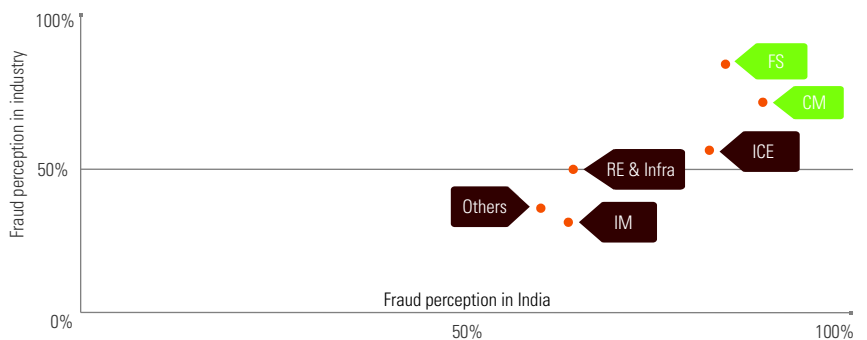 100%
Fraud perception in industry
FS
CM
ICE
50%
RE & Infra
Others
IM
Fraud perception in India
0%
50%
100%